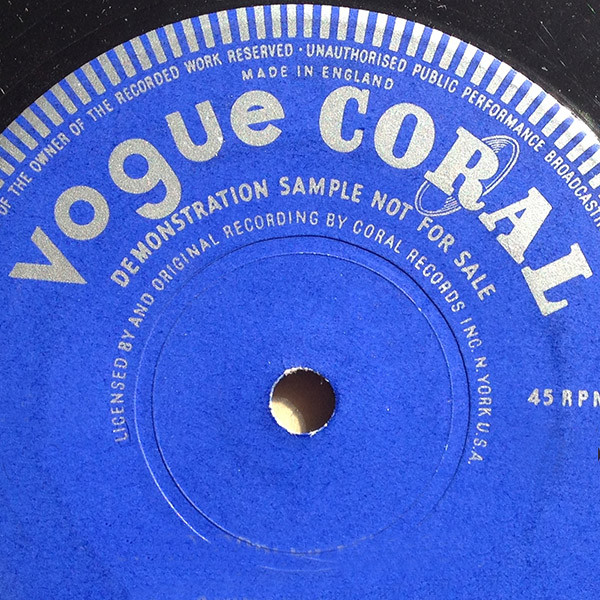 OF THE OWNER OF THE RECORDED WORK RESERVED · UNAUTHORISED PUBLIC PERFORMANCE BROADCASTIN
MADE IN ENGLAND
Vogue CORAL
DEMONSTRATION SAMPLE NOT FOR SALE
LICENSED BY AND ORIGINAL RECORDING BY CORAL RECORDS INC. N. YORK U.S.A.
45 RPM